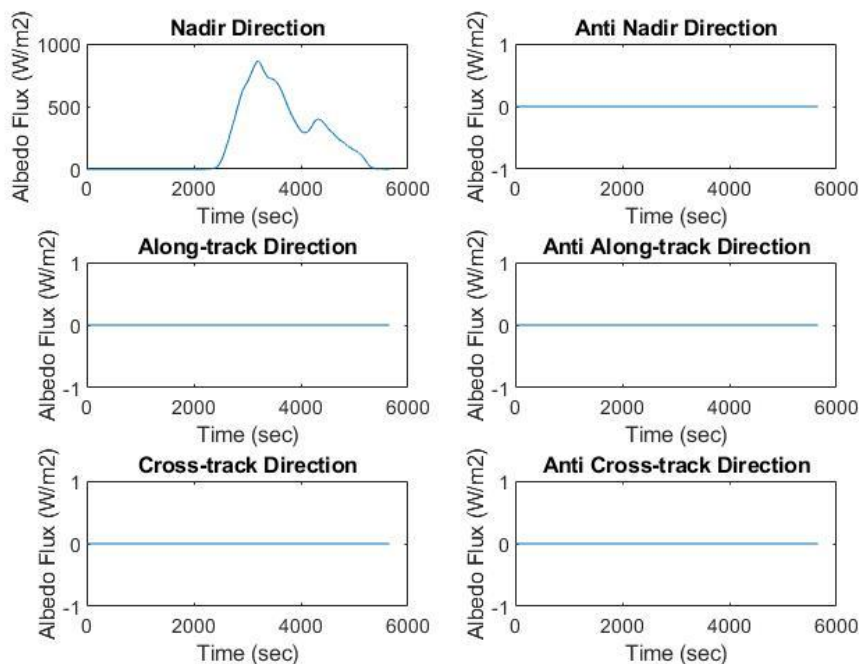 Nadir Direction
Albedo Flux (W/m2)
1000
500
0
0 2000 4000 6000
Time (sec)
Anti Nadir Direction
Albedo Flux (W/m2)
1
0
-1
0 2000 4000 6000
Time (sec)
Along-track Direction
Albedo Flux (W/m2)
1
0
-1
0 2000 4000 6000
Time (sec)
Anti Along-track Direction
Albedo Flux (W/m2)
1
0
-1
0 2000 4000 6000
Time (sec)
Cross-track Direction
Albedo Flux (W/m2)
1
0
-1
0 2000 4000 6000
Time (sec)
Anti Cross-track Direction
Albedo Flux (W/m2)
1
0
-1
0 2000 4000 6000
Time (sec)